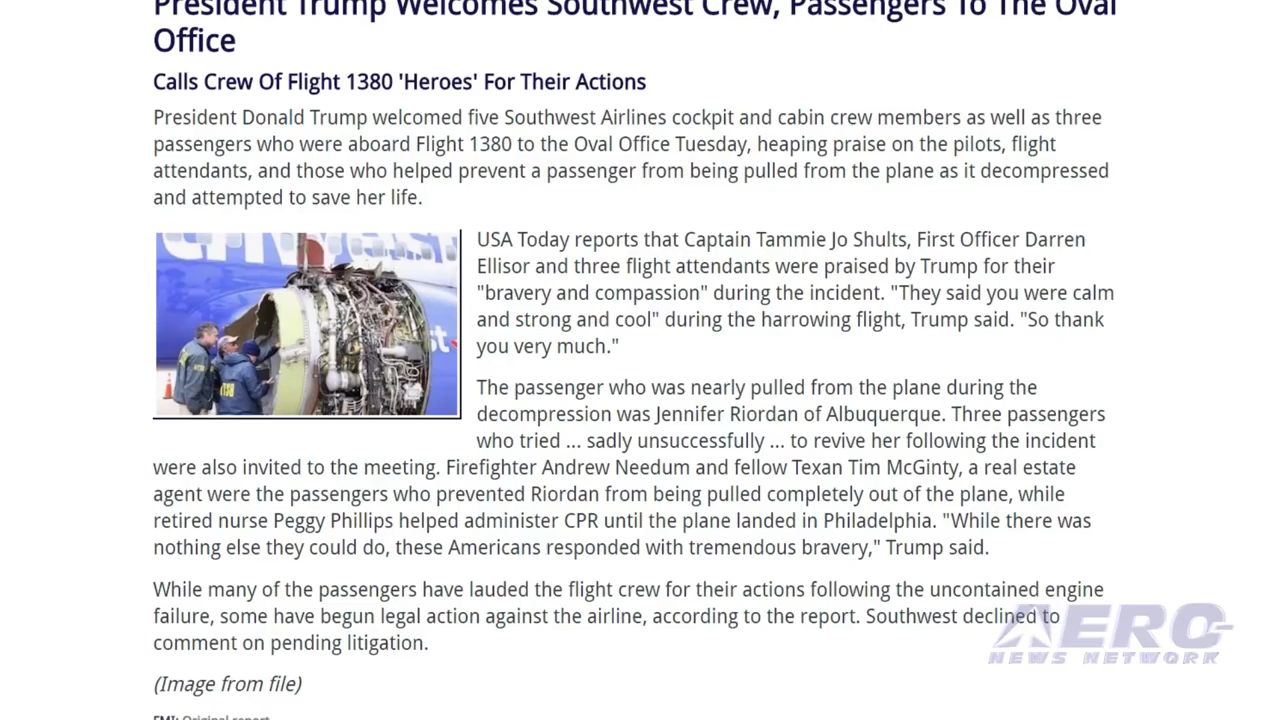 President Trump Welcomes Southwest Crew, Passengers To The Oval
Office
Calls Crew Of Flight 1380 'Heroes' For Their Actions
President Donald Trump welcomed five Southwest Airlines cockpit and cabin crew members as well as three
passengers who were aboard Flight 1380 to the Oval Office Tuesday, heaping praise on the pilots, flight
attendants, and those who helped prevent a passenger from being pulled from the plane as it decompressed
and attempted to save her life.
USA Today reports that Captain Tammie Jo Shults, First Officer Darren
Ellisor and three flight attendants were praised by Trump for their
"bravery and compassion" during the incident. "They said you were calm
and strong and cool" during the harrowing flight, Trump said. "So thank
you very much."
The passenger who was nearly pulled from the plane during the
decompression was Jennifer Riordan of Albuquerque. Three passengers
who tried ... sadly unsuccessfully ... to revive her following the incident
were also invited to the meeting. Firefighter Andrew Needum and fellow Texan Tim McGinty, a real estate
agent were the passengers who prevented Riordan from being pulled completely out of the plane, while
retired nurse Peggy Phillips helped administer CPR until the plane landed in Philadelphia. "While there was
nothing else they could do, these Americans responded with tremendous bravery," Trump said.
While many of the passengers have lauded the flight crew for their actions following the uncontained engine
failure, some have begun legal action against the airline, according to the report. Southwest declined to
comment on pending litigation.
(Image from file)
FMI: Original report
AERO
NEWS NETWORK